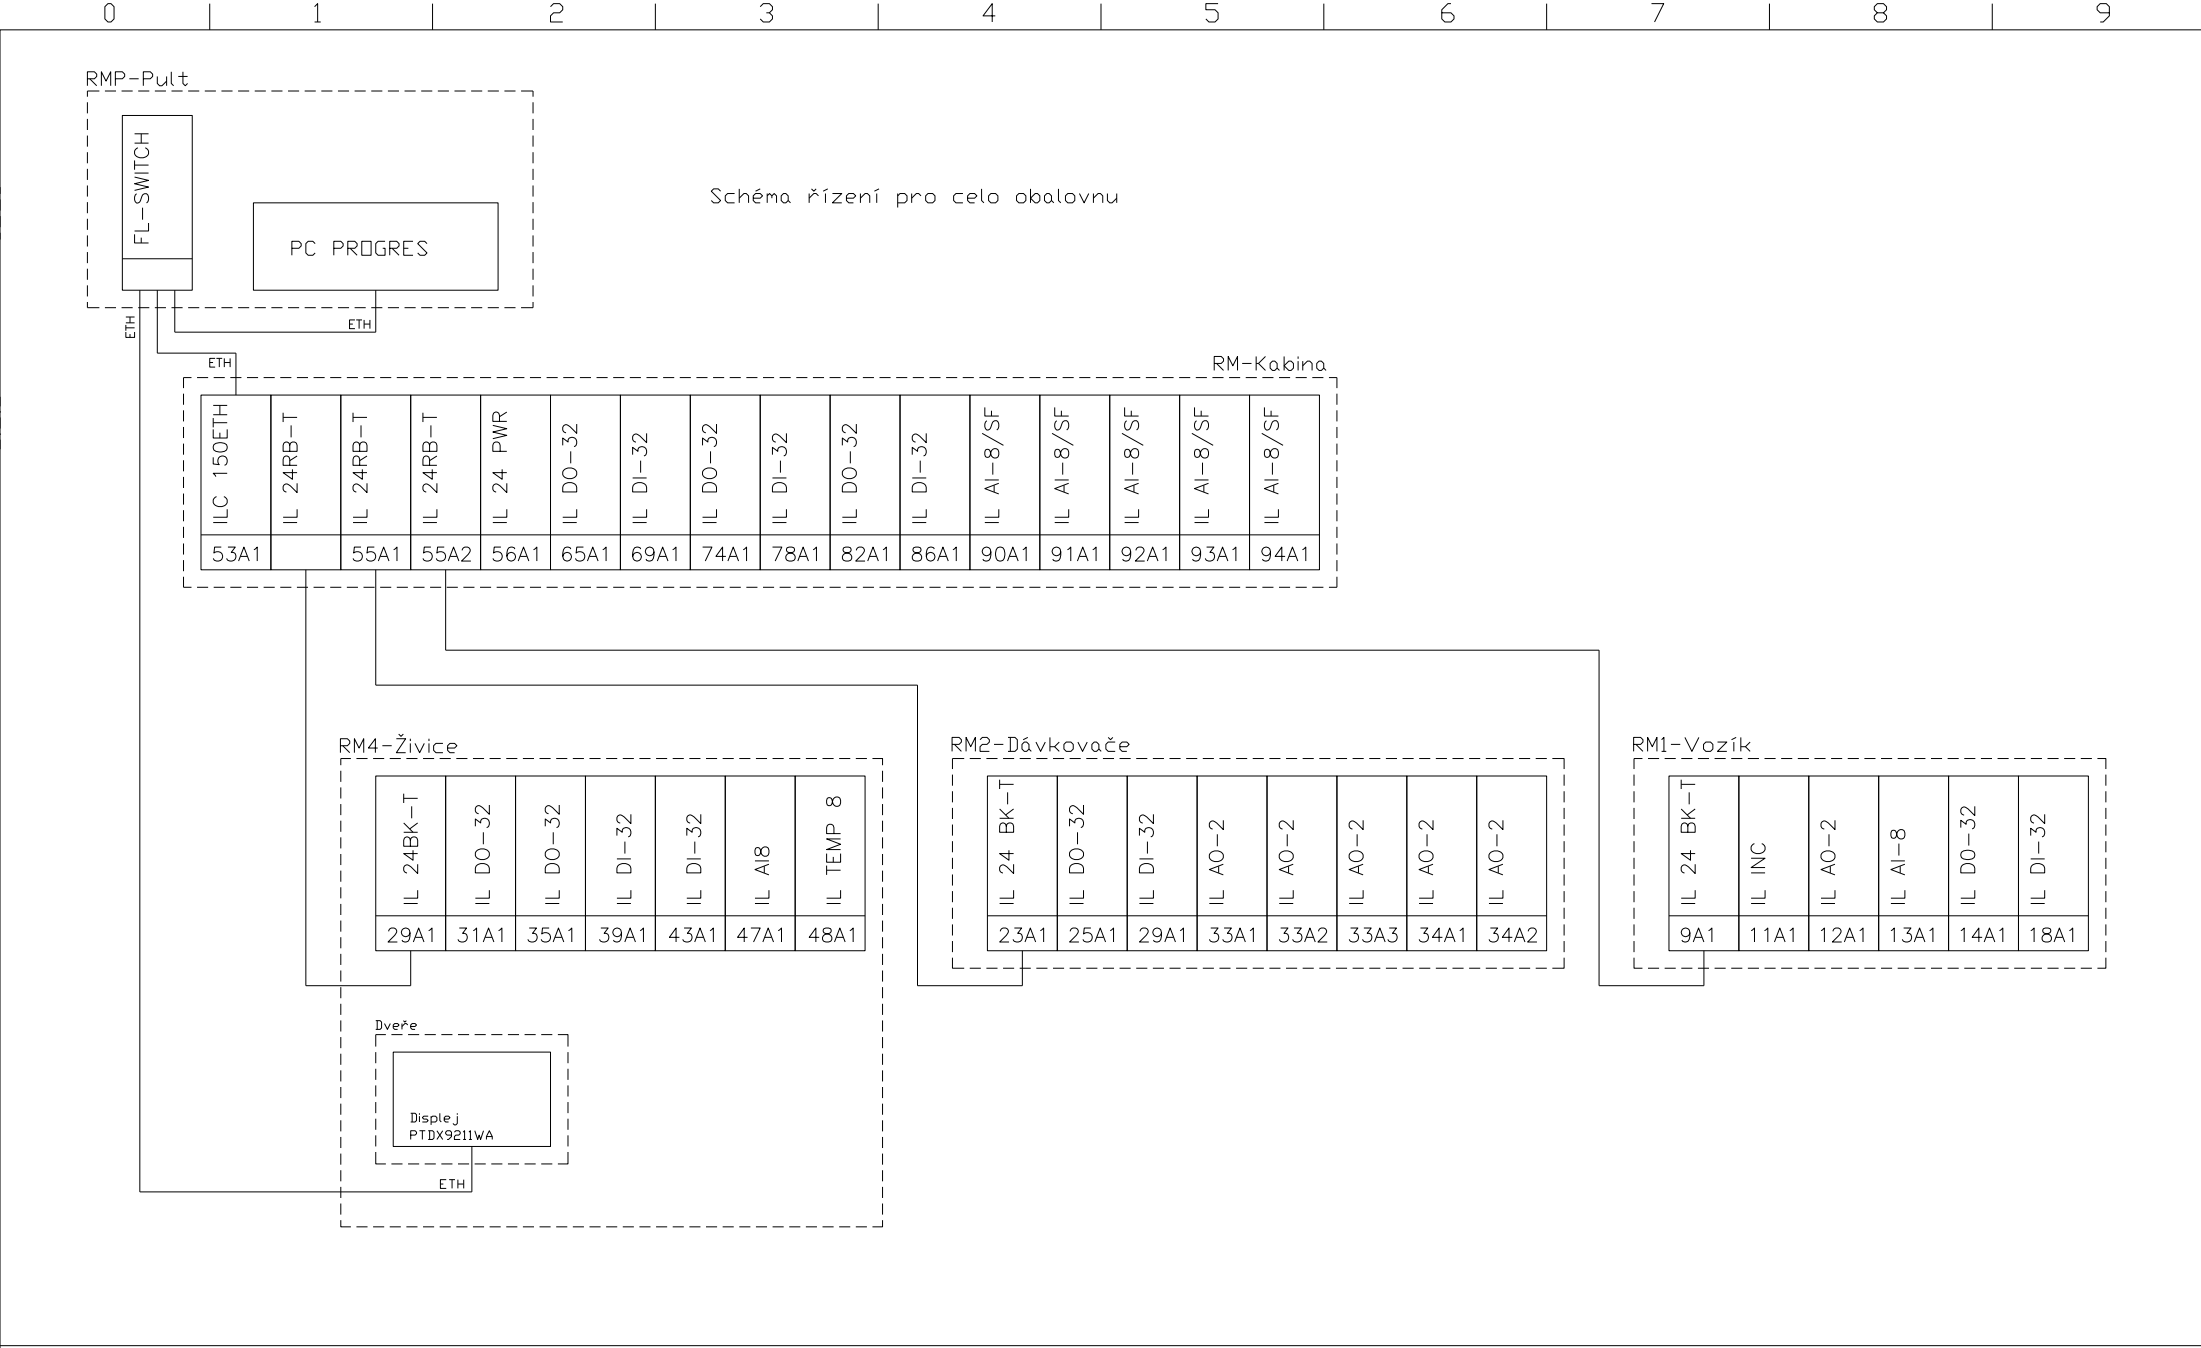 0 1 2 3 4 5 6 7 8 9
RMP-Pult
FL-SWITCH
PC PROGRES
Schéma řízení pro celo obalovnu
ETH
ETH
ETH
RM-Kabina
ILC 150ETH
IL 24RB-T
IL 24RB-T
IL 24RB-T
IL 24 PWR
IL DO-32
IL DI-32
IL DO-32
IL DI-32
IL DO-32
IL DI-32
IL AI-8/SF
IL AI-8/SF
IL AI-8/SF
IL AI-8/SF
IL AI-8/SF
53A1 55A1 55A2 56A1 65A1 69A1 74A1 78A1 82A1 86A1 90A1 91A1 92A1 93A1 94A1
RM4-Živice
IL 24BK-T
IL DO-32
IL DO-32
IL DI-32
IL DI-32
IL AI8
IL TEMP 8
29A1 31A1 35A1 39A1 43A1 47A1 48A1
RM2-Dávkovače
IL 24 BK-T
IL DO-32
IL DI-32
IL AO-2
IL AO-2
IL AO-2
IL AO-2
IL AO-2
23A1 25A1 29A1 33A1 33A2 33A3 34A1 34A2
RM1-Vozík
IL 24 BK-T
IL INC
IL AO-2
IL AI-8
IL DO-32
IL DI-32
9A1 11A1 12A1 13A1 14A1 18A1
Dveře
Displej
PTDX9211WA
ETH